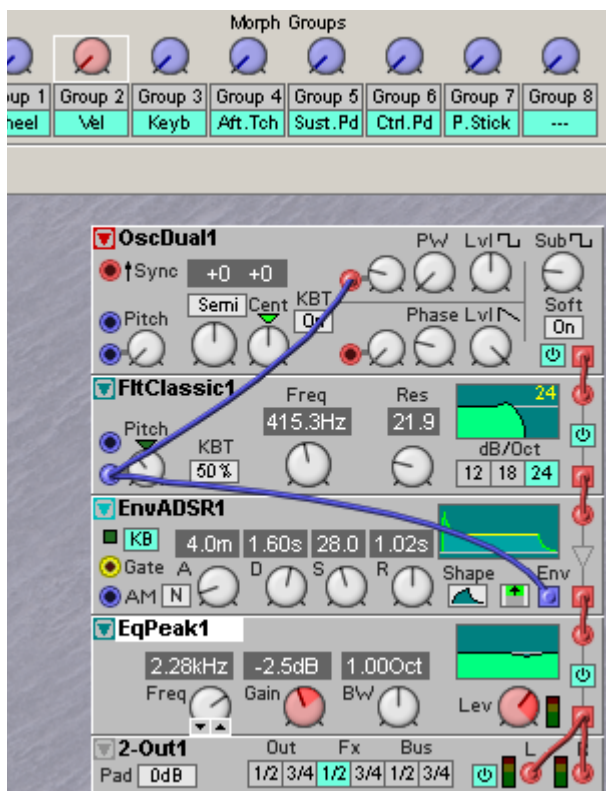 Morph Groups
oup 1 Group 2 Group 3 Group 4 Group 5 Group 6 Group 7 Group 8
heel Vel Keyb Aft.Tch Sust.Pd Ctrl.Pd P.Stick ---
OscDual1 PW Lvl Sub
Sync +0 +0
Semi Cent KBT Phase Lvl Soft
Pitch On On
FltClassic1 Freq Res 24
Pitch 415.3Hz 21.9
KBT dB/Oct
50% 12 18 24
EnvADSR1
KB 4.0m 1.60s 28.0 1.02s
Gate A D S R Shape Env
AM N
EqPeak1
2.28kHz -2.5dB 1.00Oct
Freq Gain BW Lev
2-Out1 Out Fx Bus L R
Pad 0dB 1/2 3/4 1/2 3/4 1/2 3/4